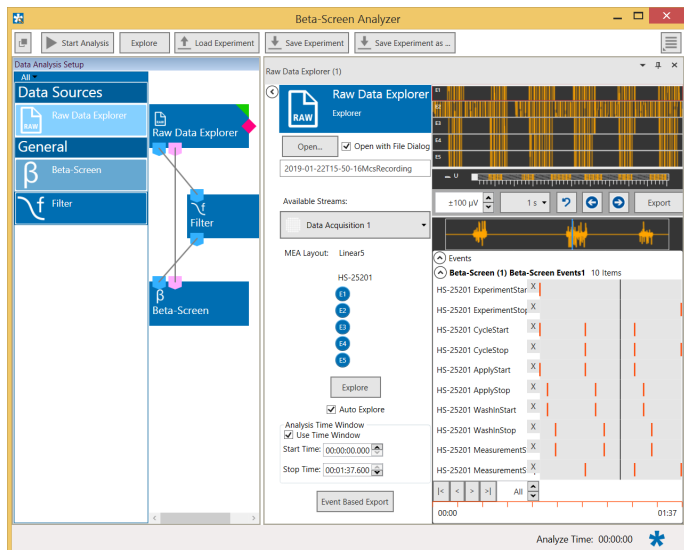 Beta-Screen Analyzer
Start Analysis
Explore
Load Experiment
Save Experiment
Save Experiment as ...
Data Analysis Setup
All
Data Sources
RAW
Raw Data Explorer
General
β
Beta-Screen
f
Filter
Raw Data Explorer
f
Filter
β
Beta-Screen
Raw Data Explorer (1)
RAW
Raw Data Explorer
Explorer
Open...
Open with File Dialog
2019-01-22T15-50-16McsRecording
Available Streams:
Data Acquisition 1
MEA Layout: Linear5
HS-25201
E1
E2
E3
E4
E5
Explore
Auto Explore
Analysis Time Window
Use Time Window
Start Time: 00:00:00.000
Stop Time: 00:01:37.600
Event Based Export
E1
E2
E3
E4
E5
±100 µV
1 s
Export
Events
Beta-Screen (1) Beta-Screen Events1 10 Items
HS-25201 ExperimentStar X
HS-25201 ExperimentStop X
HS-25201 CycleStart X
HS-25201 CycleStop X
HS-25201 ApplyStart X
HS-25201 ApplyStop X
HS-25201 WashInStart X
HS-25201 WashInStop X
HS-25201 MeasurementS X
HS-25201 MeasurementS X
|< < > >| All
00:00 01:37
Analyze Time: 00:00:00